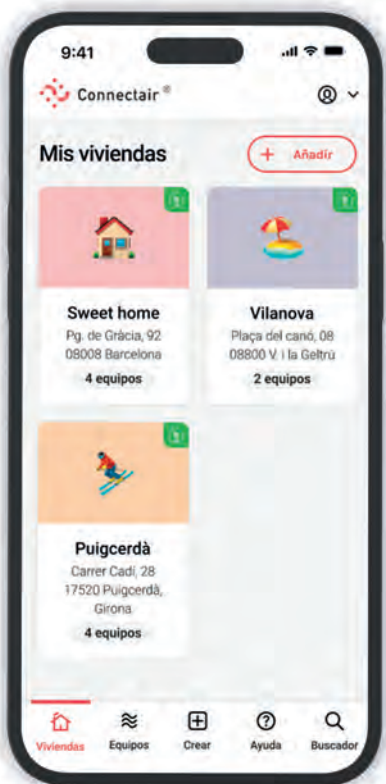 9:41
Connectair ®
Mis viviendas
+ Añadir
Sweet home
Pg. de Gràcia, 92
08008 Barcelona
4 equipos
Vilanova
Plaça del canó, 08
08800 V. i la Geltrú
2 equipos
Puigcerdà
Carrer Cadí, 28
17520 Puigcerdà,
Girona
4 equipos
Viviendas
Equipos
Crear
Ayuda
Buscador